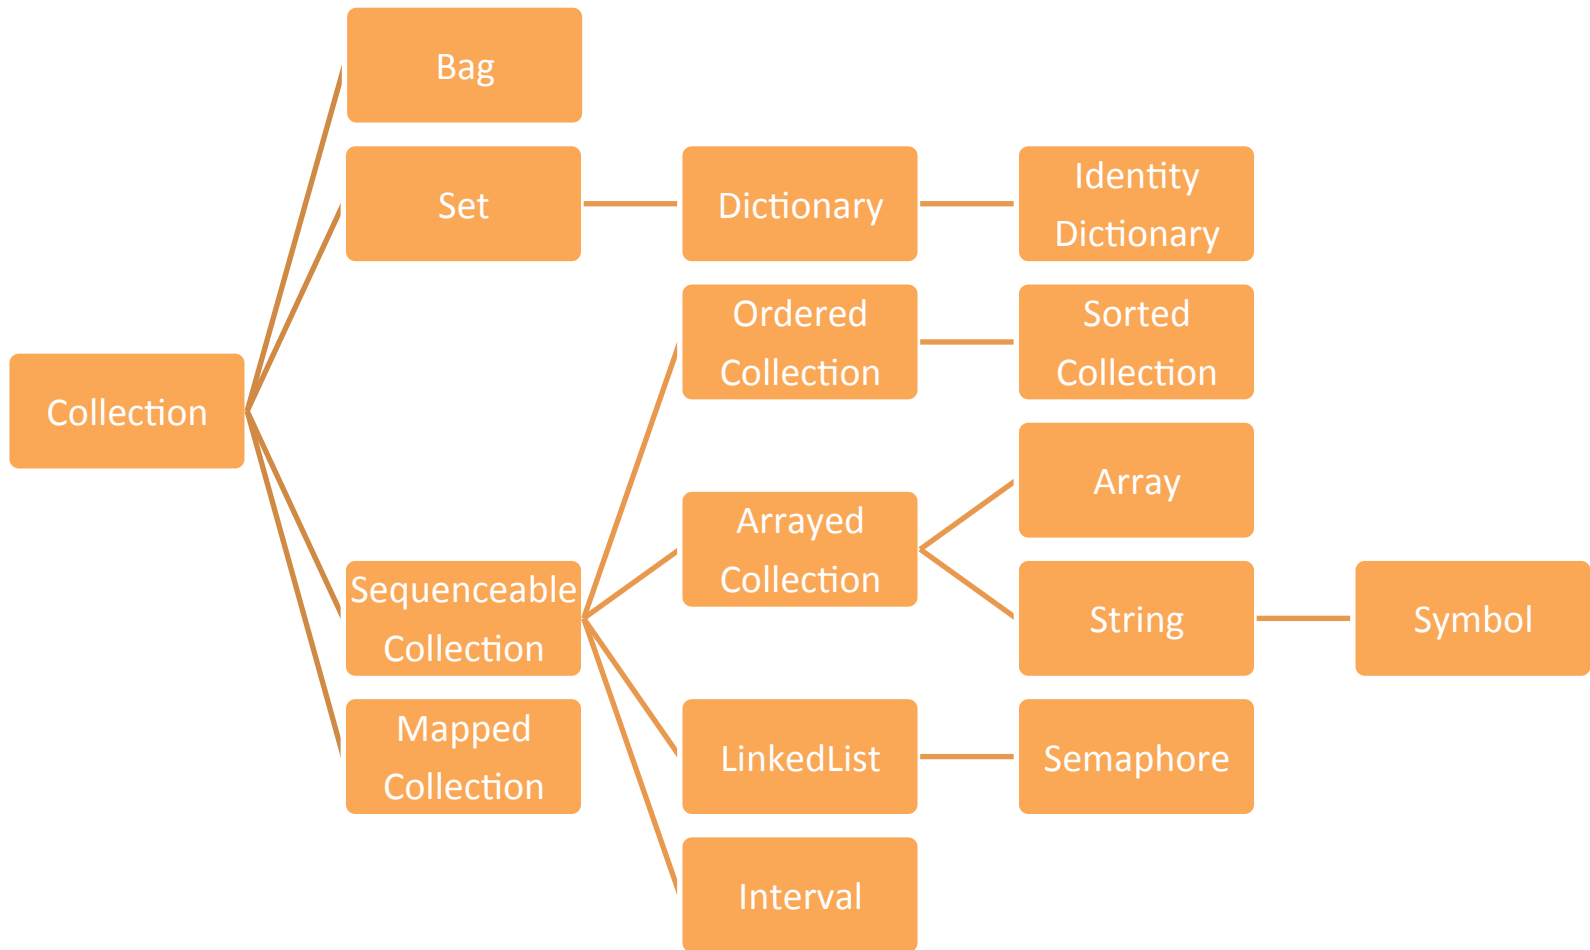 Bag
Set
Dictionary
Identity
Dictionary
Ordered
Collection
Sorted
Collection
Collection
Array
Arrayed
Collection
Sequenceable
Collection
String
Symbol
Mapped
Collection
LinkedList
Semaphore
Interval